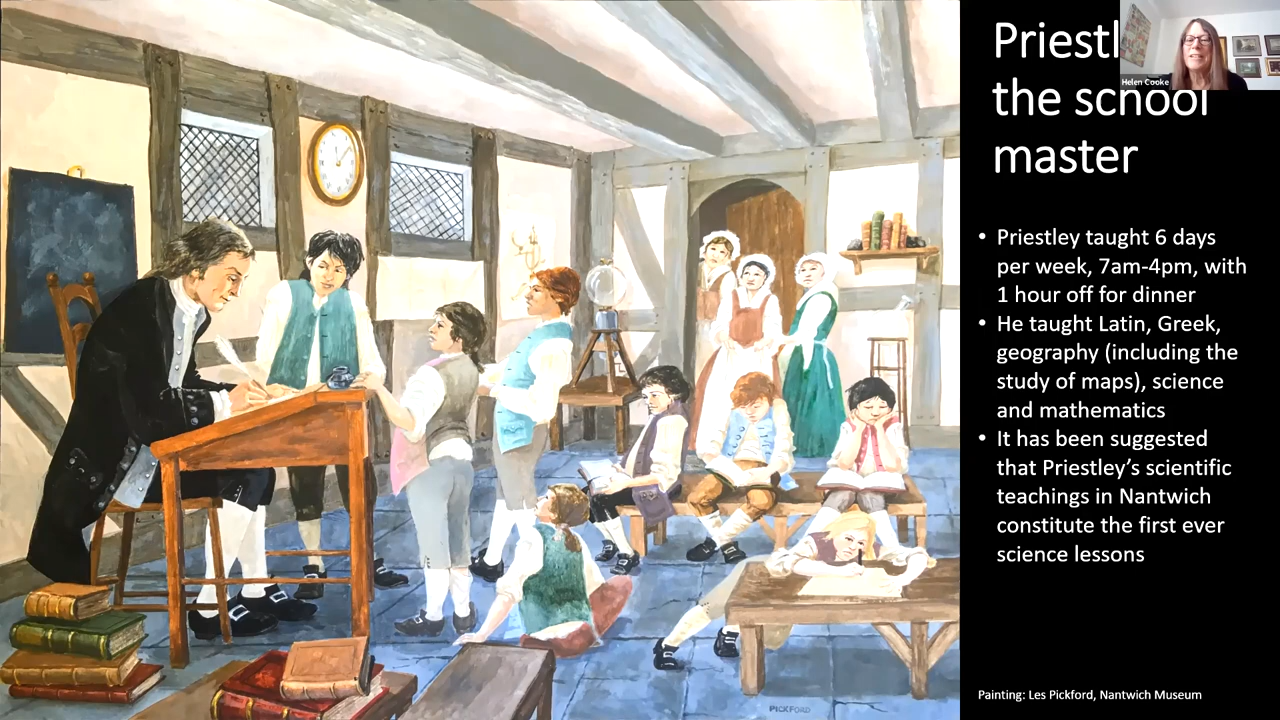 Priestl
the school
master
Helen Cooke
• Priestley taught 6 days
per week, 7am-4pm, with
1 hour off for dinner
• He taught Latin, Greek,
geography (including the
study of maps), science
and mathematics
• It has been suggested
that Priestley’s scientific
teachings in Nantwich
constitute the first ever
science lessons
PICKFORD
Painting: Les Pickford, Nantwich Museum